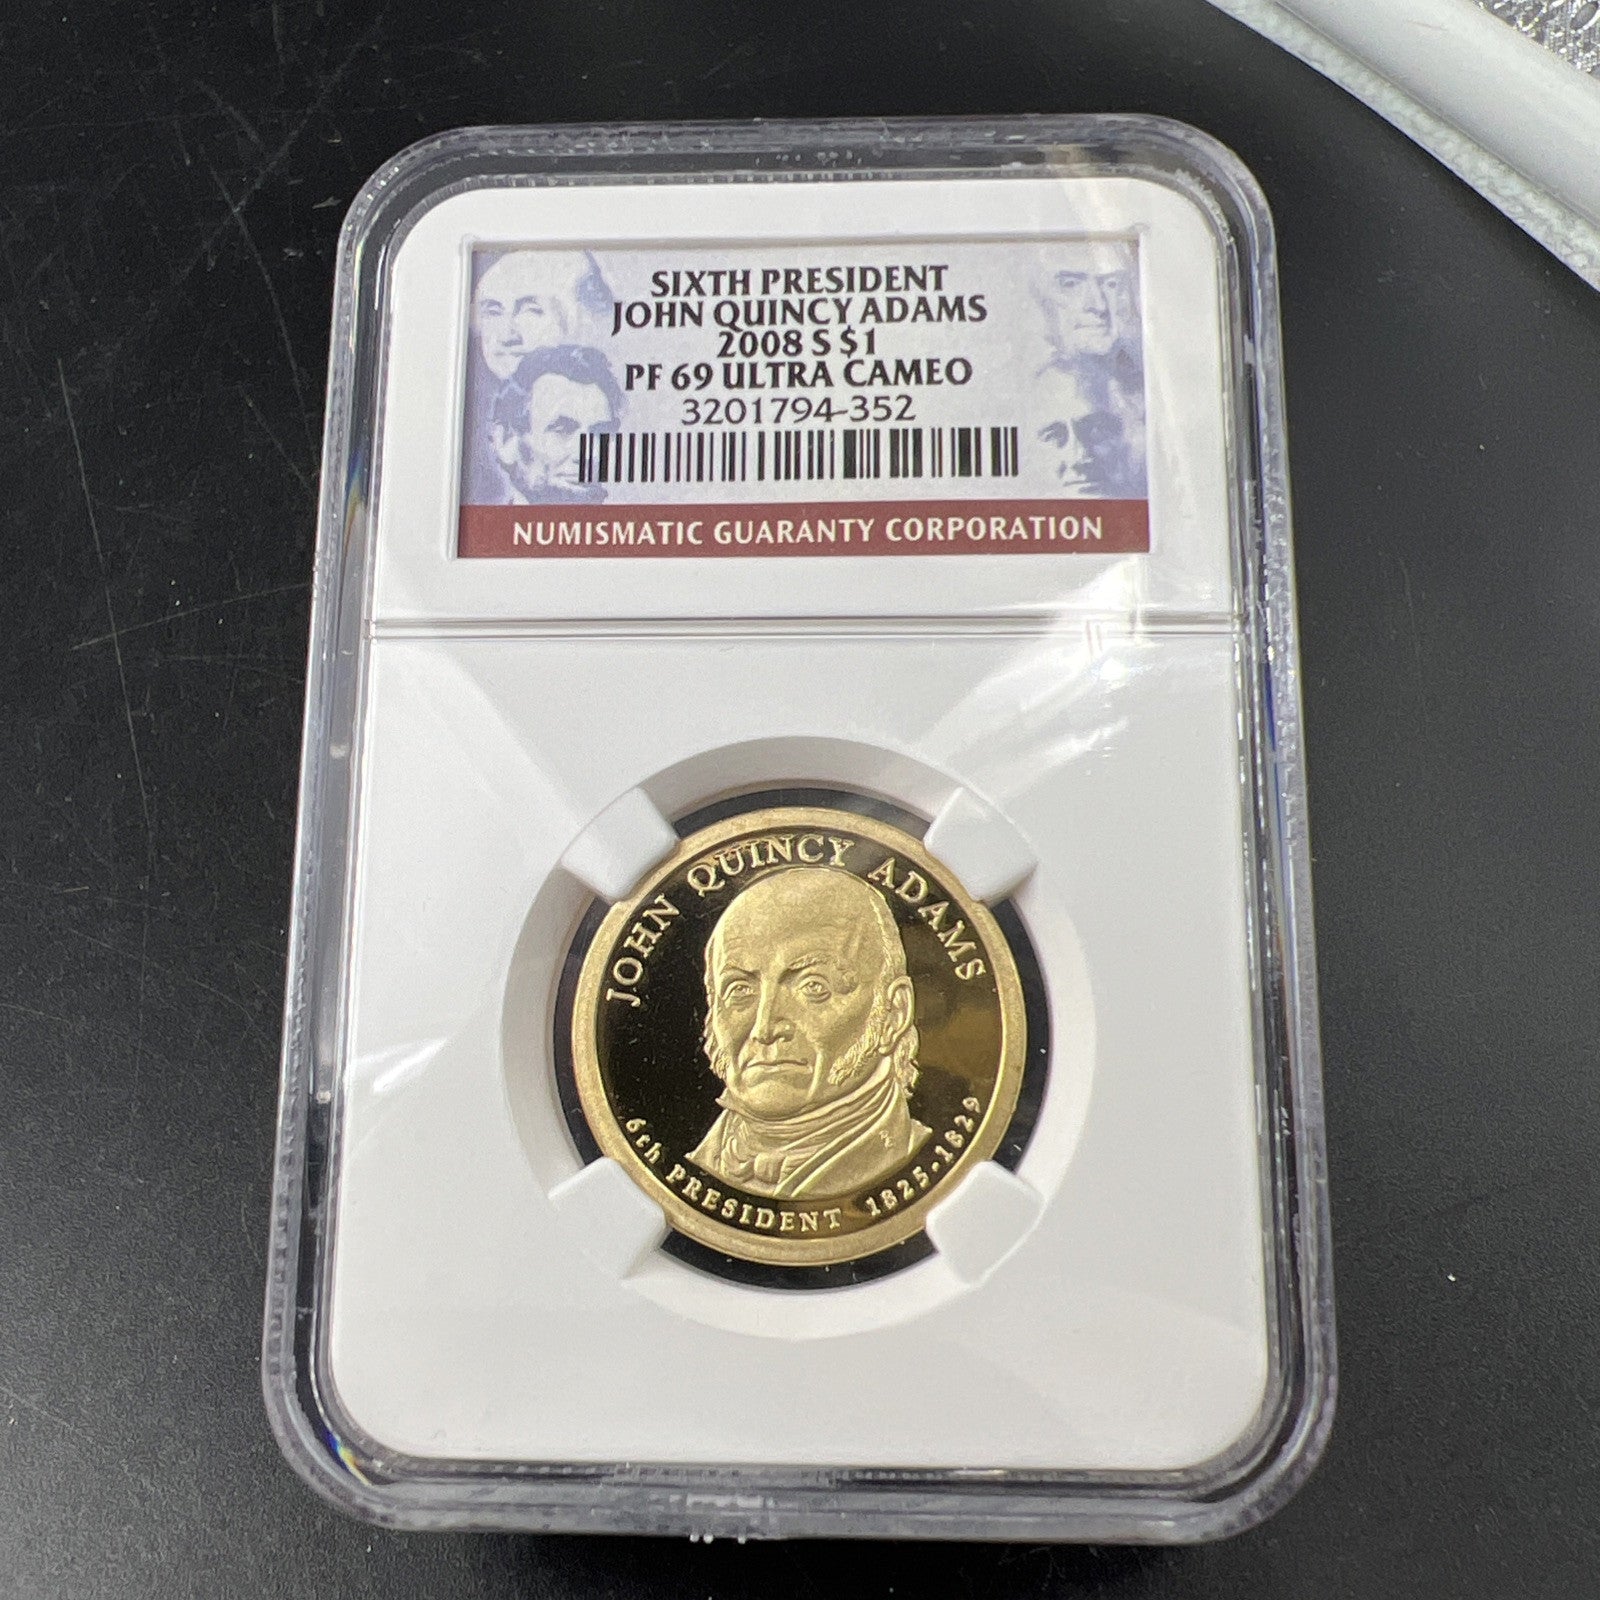 SIXTH PRESIDENT
JOHN QUINCY ADAMS
2008 S $1
PF 69 ULTRA CAMEO
3201794-352
NUMISMATIC GUARANTY CORPORATION
JOHN QUINCY ADAMS
6th PRESIDENT 1825-1829